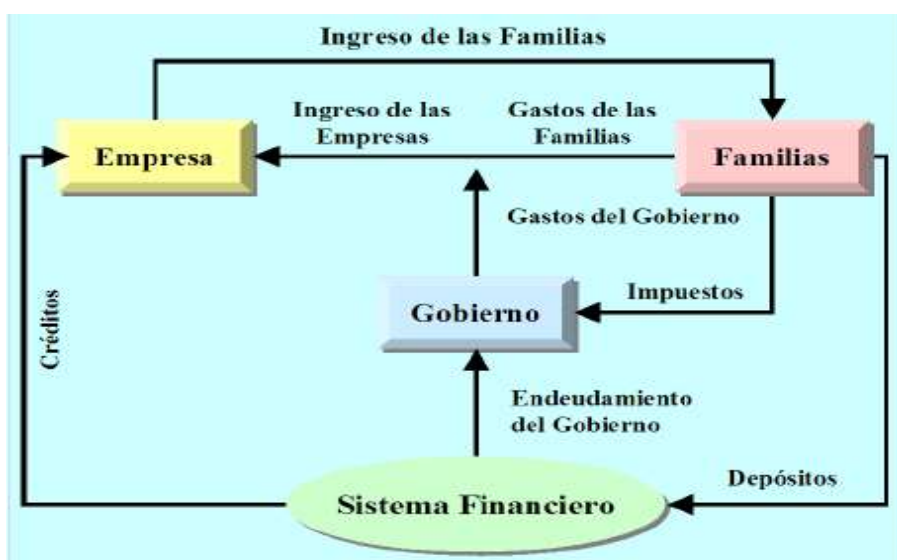 Ingreso de las Familias
Ingreso de las
Empresas
Gastos de las
Familias
Empresa
Familias
Gastos del Gobierno
Gobierno
Impuestos
Créditos
Endeudamiento
del Gobierno
Depósitos
Sistema Financiero